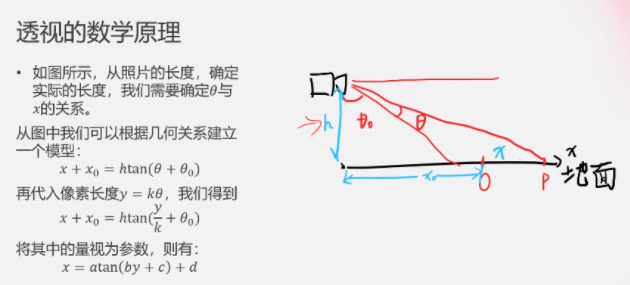 透视的数学原理
• 如图所示，从照片的长度，确定
实际的长度，我们需要确定θ与
x的关系。
从图中我们可以根据几何关系建立
一个模型：
x + x₀ = htan(θ + θ₀)
再代入像素长度y = kθ，我们得到
x + x₀ = htan(y/k + θ₀)
将其中的量视为参数，则有：
x = atan(by + c) + d
h
θ₀
θ
x
x
地面
x₀
O
P